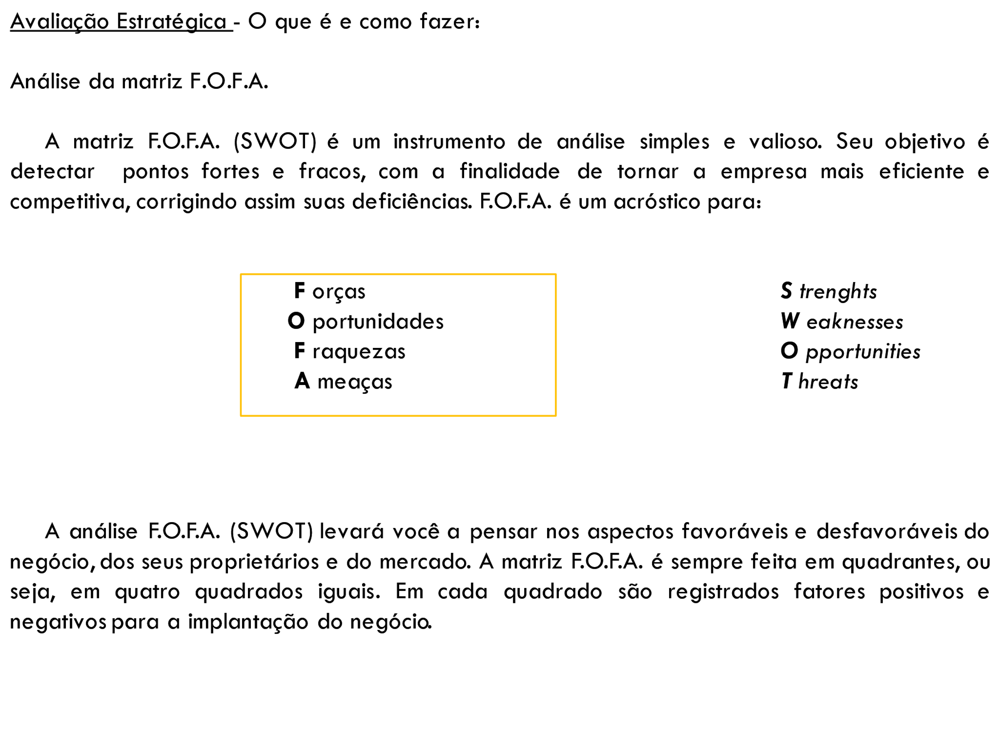 Avaliação Estratégica - O que é e como fazer:
Análise da matriz F.O.F.A.
A matriz F.O.F.A. (SWOT) é um instrumento de análise simples e valioso. Seu objetivo é
detectar pontos fortes e fracos, com a finalidade de tornar a empresa mais eficiente e
competitiva, corrigindo assim suas deficiências. F.O.F.A. é um acróstico para:
F orças
O portunidades
F raquezas
A meaças
S trenghts
W eaknesses
O pportunities
T hreats
A análise F.O.F.A. (SWOT) levará você a pensar nos aspectos favoráveis e desfavoráveis do
negócio, dos seus proprietários e do mercado. A matriz F.O.F.A. é sempre feita em quadrantes, ou
seja, em quatro quadrados iguais. Em cada quadrado são registrados fatores positivos e
negativos para a implantação do negócio.